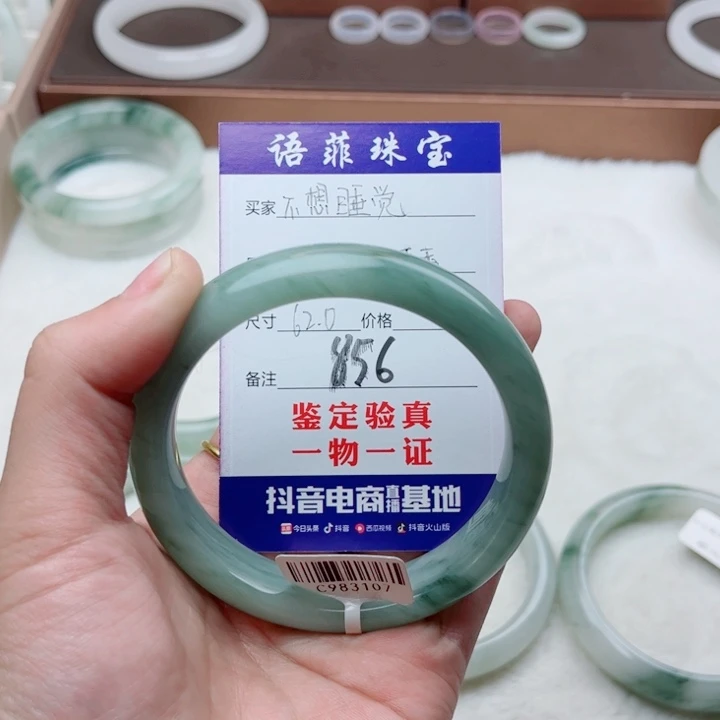 语菲珠宝
买家 不想睡觉
尺寸 62.0 价格
备注 856
鉴定验真
一物一证
抖音电商直播基地
今日头条 抖音 西瓜视频 抖音火山版
C983107